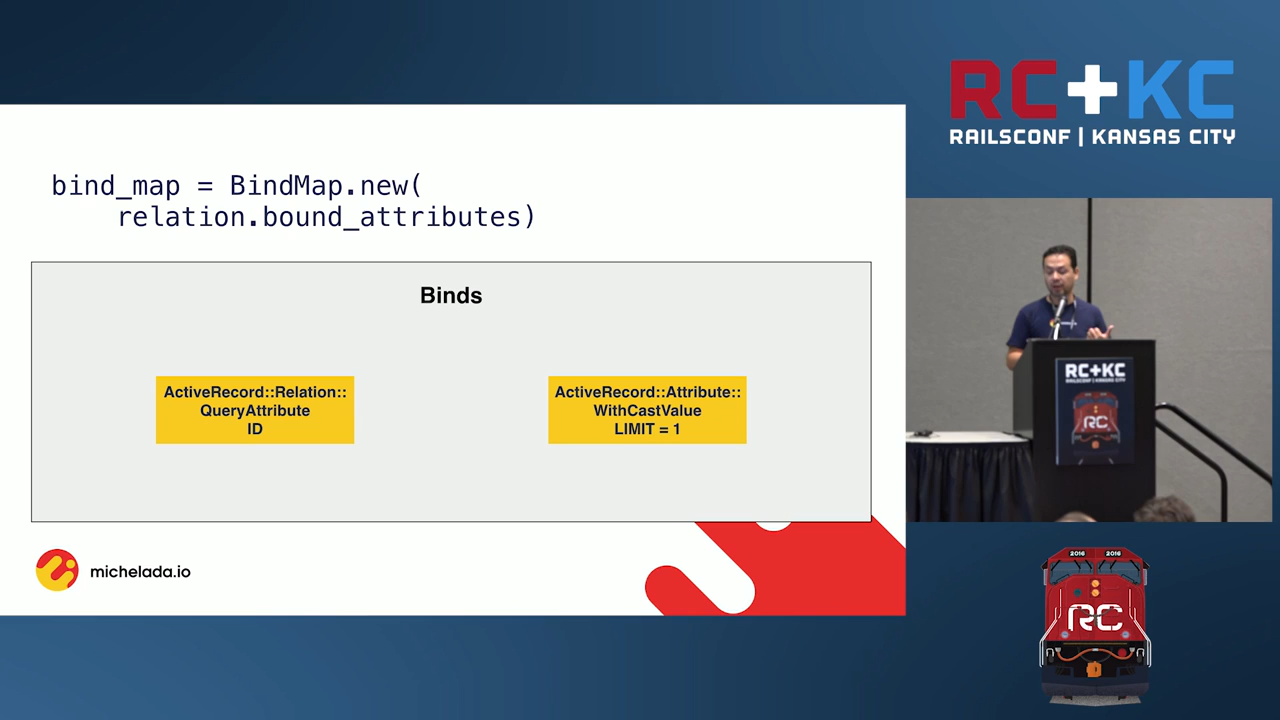 bind_map = BindMap.new(
relation.bound_attributes)
Binds
ActiveRecord::Relation::
QueryAttribute
ID
ActiveRecord::Attribute::
WithCastValue
LIMIT = 1
michelada.io
RC+KC
RAILSCONF | KANSAS CITY
RC+KC
RAILSCONF | KANSAS CITY
RC
2016
2016
RC